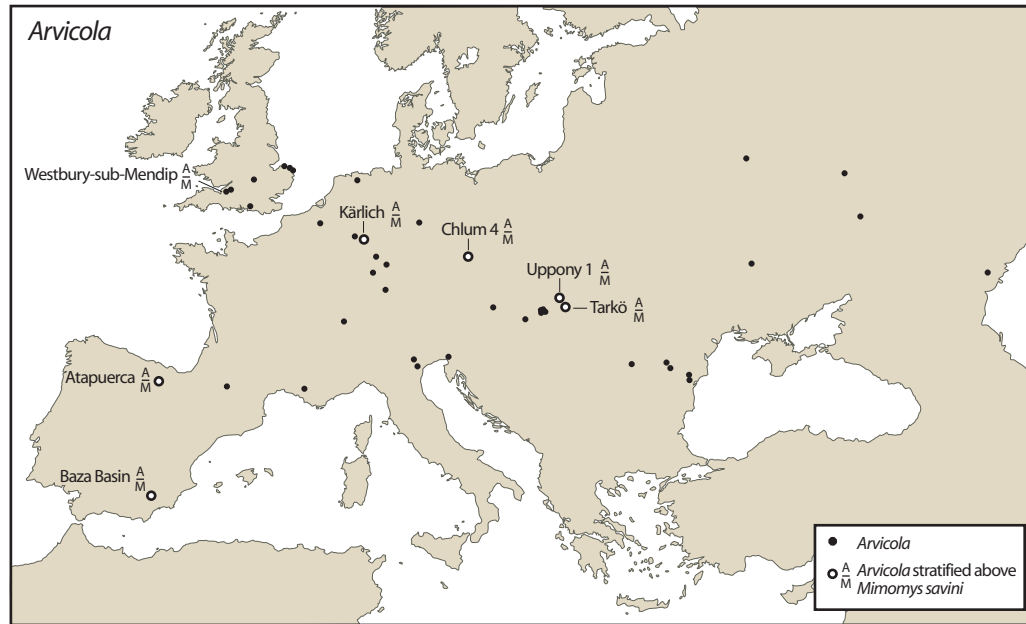 Arvicola
Westbury-sub-Mendip A/M
Kärlich A/M
Chlum 4 A/M
Uppony 1 A/M
Tarkö A/M
Atapuerca A/M
Baza Basin A/M
Arvicola
A/M Arvicola stratified above
Mimomys savini